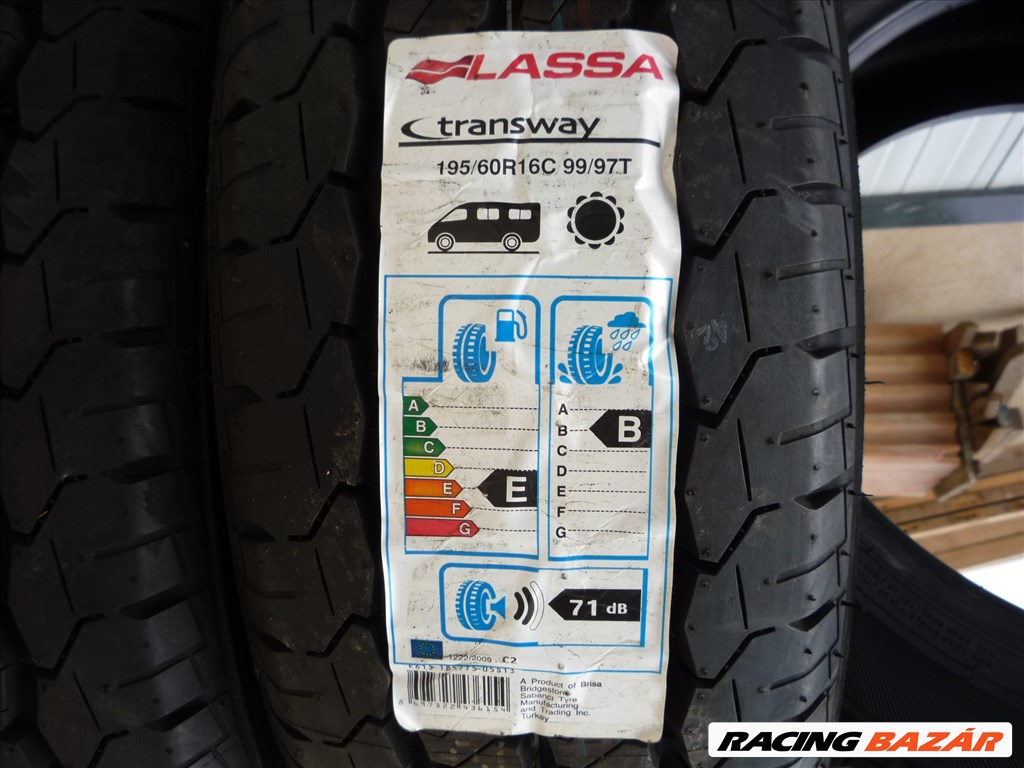 LASSA
transway
195/60R16C 99/97T
A
B
C
D
E
F
G
E
A
B
C
D
E
F
G
B
71 dB
1222/2009 C2
A Product of Brisa
Bridgestone
Sabancı Tyre
Manufacturing
and Trading Inc.
Turkey
RACING BAZÁR